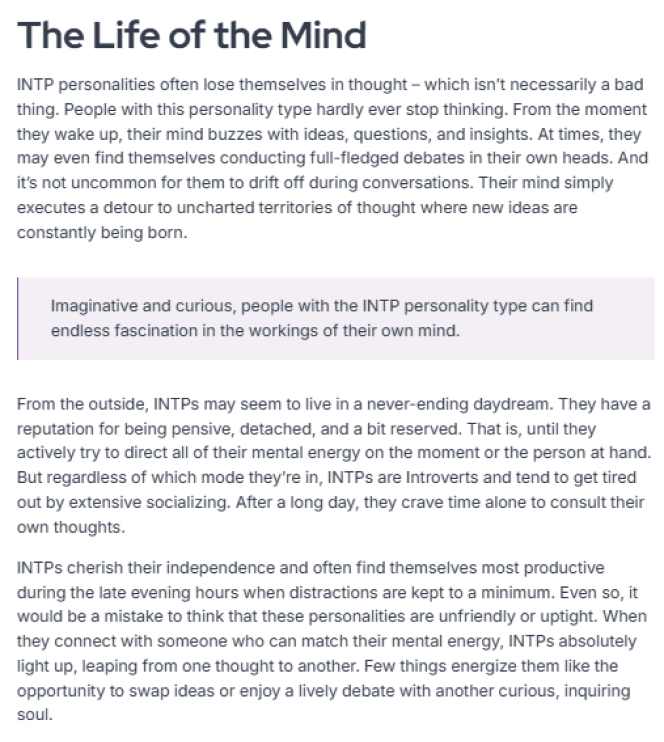 The Life of the Mind
INTP personalities often lose themselves in thought – which isn't necessarily a bad
thing. People with this personality type hardly ever stop thinking. From the moment
they wake up, their mind buzzes with ideas, questions, and insights. At times, they
may even find themselves conducting full-fledged debates in their own heads. And
it's not uncommon for them to drift off during conversations. Their mind simply
executes a detour to uncharted territories of thought where new ideas are
constantly being born.
Imaginative and curious, people with the INTP personality type can find
endless fascination in the workings of their own mind.
From the outside, INTPs may seem to live in a never-ending daydream. They have a
reputation for being pensive, detached, and a bit reserved. That is, until they
actively try to direct all of their mental energy on the moment or the person at hand.
But regardless of which mode they're in, INTPs are Introverts and tend to get tired
out by extensive socializing. After a long day, they crave time alone to consult their
own thoughts.
INTPs cherish their independence and often find themselves most productive
during the late evening hours when distractions are kept to a minimum. Even so, it
would be a mistake to think that these personalities are unfriendly or uptight. When
they connect with someone who can match their mental energy, INTPs absolutely
light up, leaping from one thought to another. Few things energize them like the
opportunity to swap ideas or enjoy a lively debate with another curious, inquiring
soul.